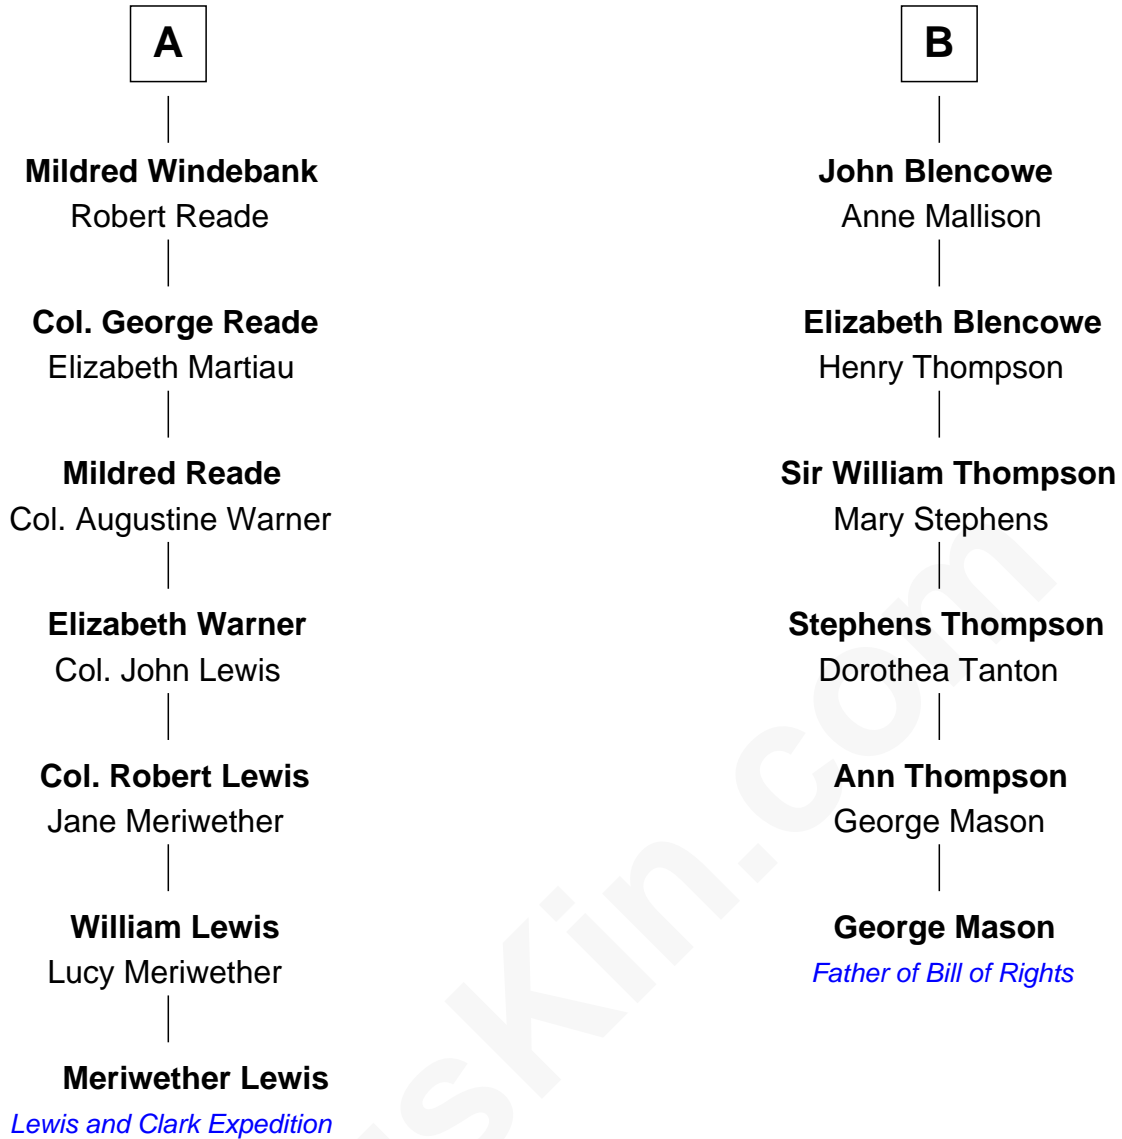 A
Mildred Windebank
Robert Reade
Col. George Reade
Elizabeth Martiau
Mildred Reade
Col. Augustine Warner
Elizabeth Warner
Col. John Lewis
Col. Robert Lewis
Jane Meriwether
William Lewis
Lucy Meriwether
Meriwether Lewis
Lewis and Clark Expedition
B
John Blencowe
Anne Mallison
Elizabeth Blencowe
Henry Thompson
Sir William Thompson
Mary Stephens
Stephens Thompson
Dorothea Tanton
Ann Thompson
George Mason
George Mason
Father of Bill of Rights
sKin.com